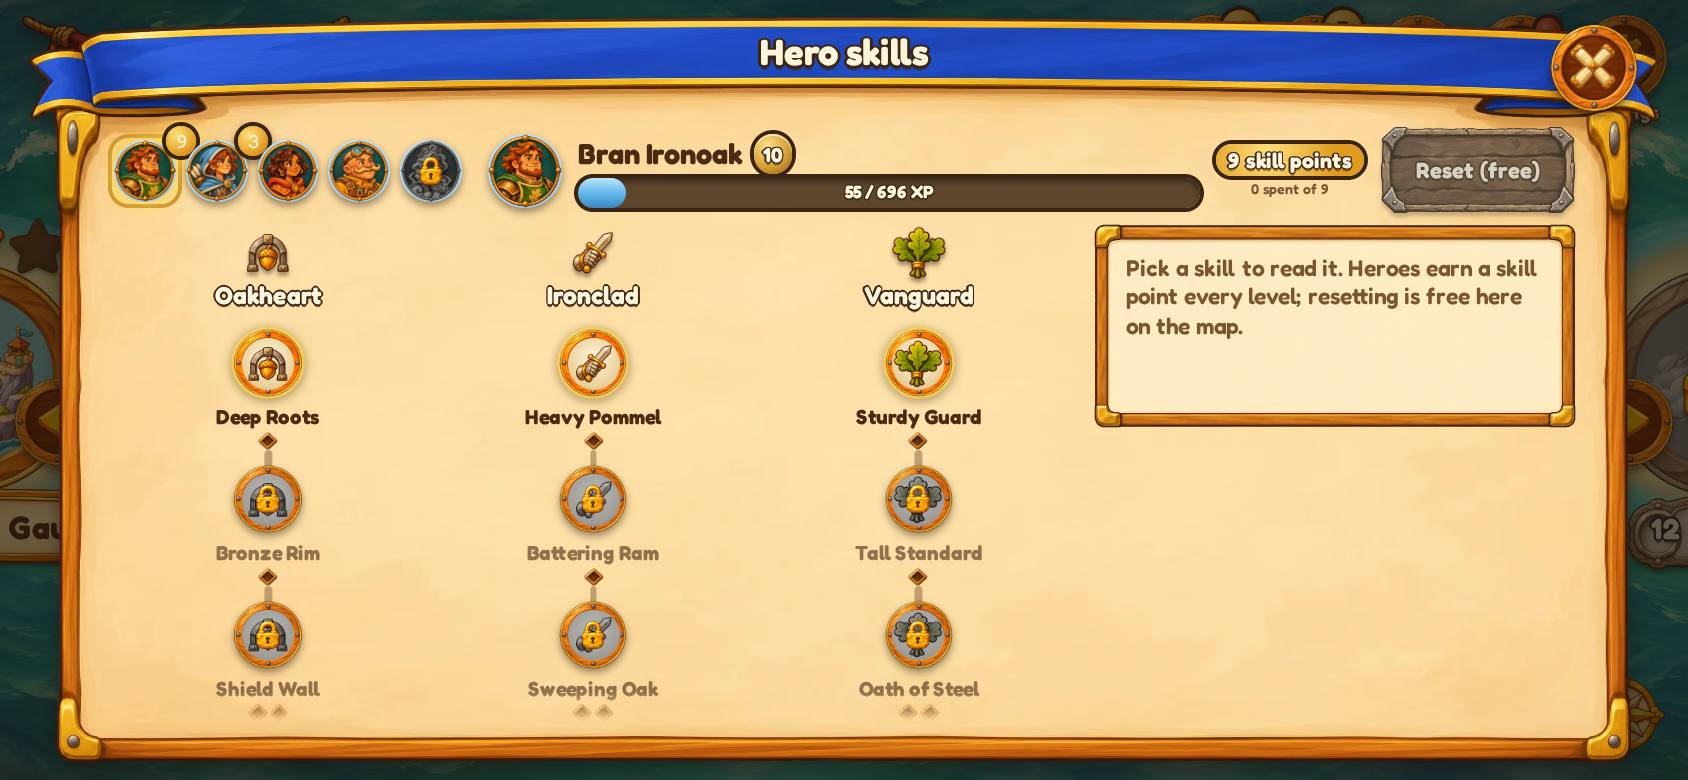 Hero skills
9
3
Bran Ironoak
10
55 / 696 XP
9 skill points
0 spent of 9
Reset (free)
Oakheart
Ironclad
Vanguard
Pick a skill to read it. Heroes earn a skill
point every level; resetting is free here
on the map.
Deep Roots
Heavy Pommel
Sturdy Guard
Bronze Rim
Battering Ram
Tall Standard
Shield Wall
Sweeping Oak
Oath of Steel
Gau
12